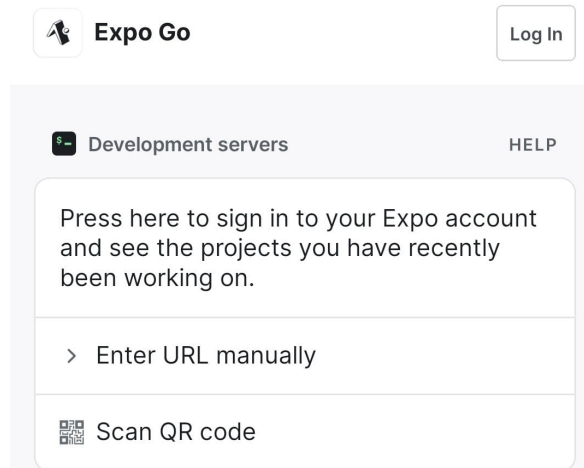 Expo Go
Log In
$
Development servers
HELP
Press here to sign in to your Expo account
and see the projects you have recently
been working on.
Enter URL manually
Scan QR code